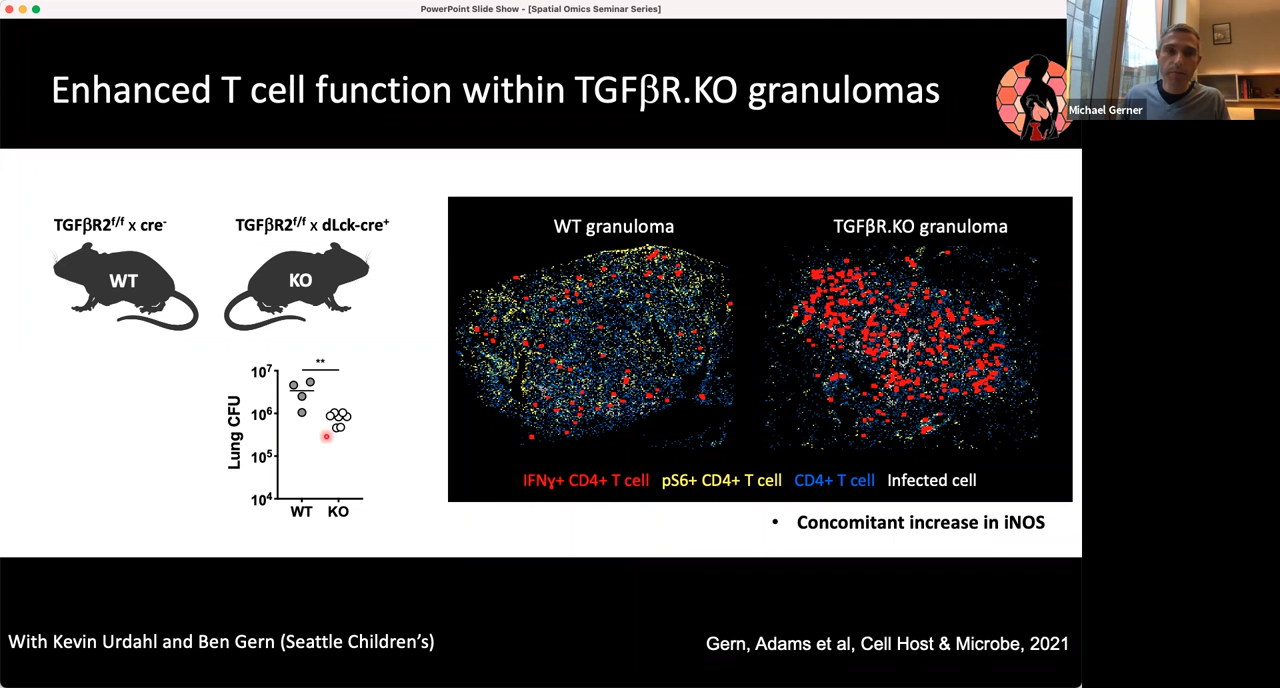 PowerPoint Slide Show - [Spatial Omics Seminar Series]
Enhanced T cell function within TGFβR.KO granulomas
Michael Gerner
TGFβR2f/f x cre-
TGFβR2f/f x dLck-cre+
WT
KO
WT granuloma
TGFβR.KO granuloma
**
Lung CFU
10⁷
10⁶
10⁵
10⁴
WT KO
IFNɣ+ CD4+ T cell pS6+ CD4+ T cell CD4+ T cell Infected cell
• Concomitant increase in iNOS
With Kevin Urdahl and Ben Gern (Seattle Children’s)
Gern, Adams et al, Cell Host & Microbe, 2021